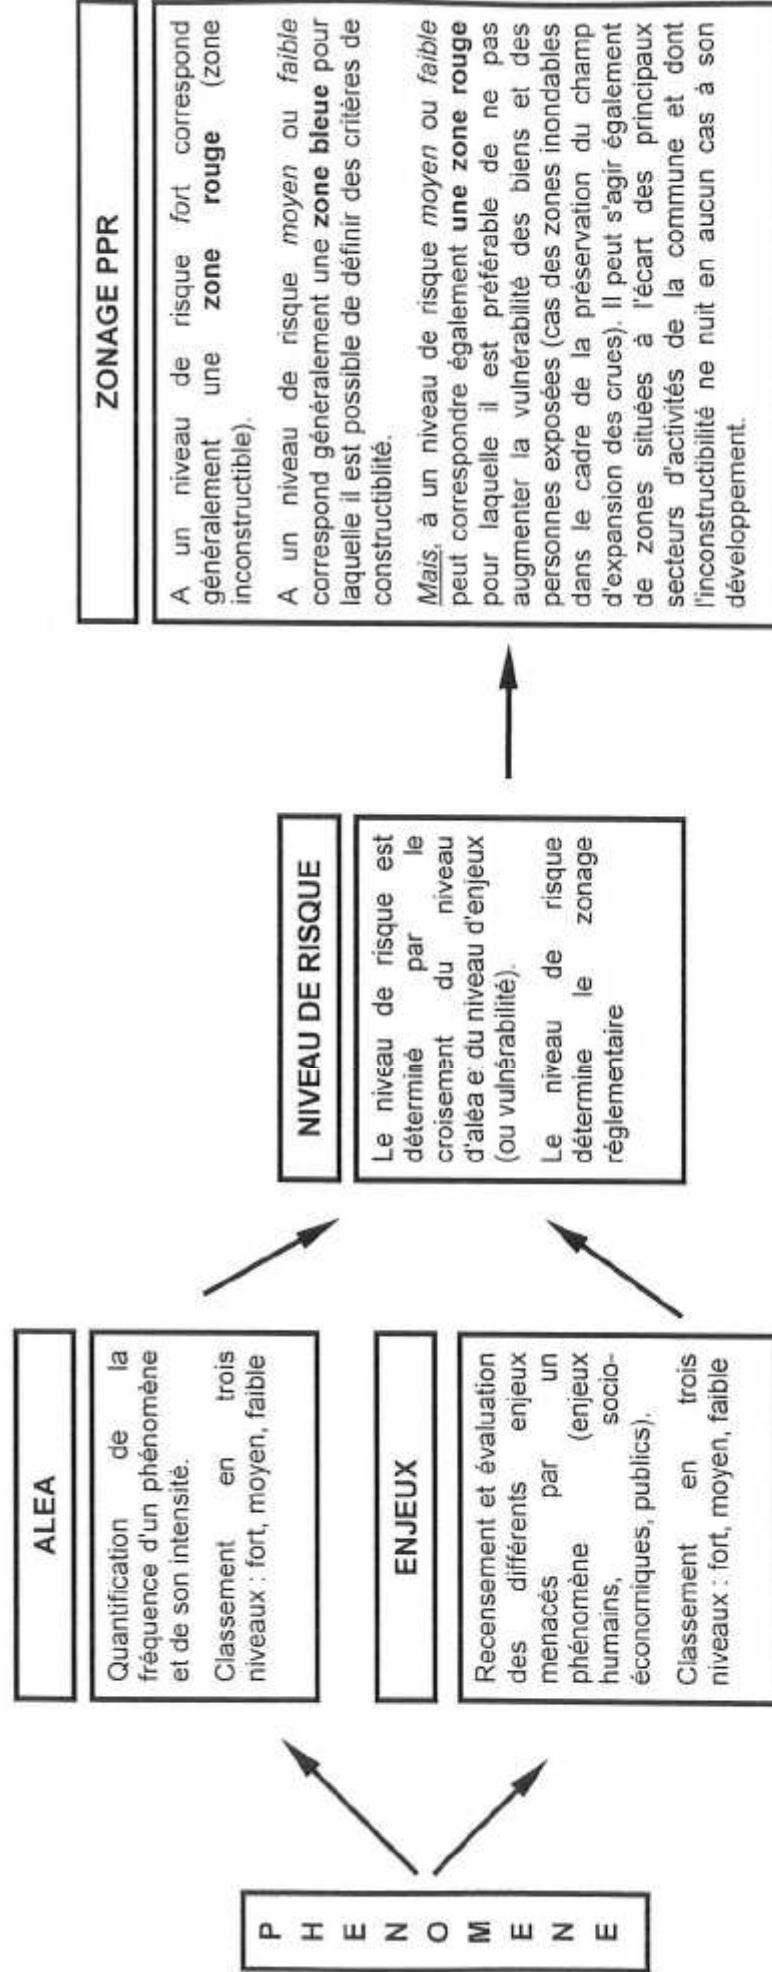 P
H
E
N
O
M
E
N
E
ALEA
Quantification de la
fréquence d'un phénomène
et de son intensité.
Classement en trois
niveaux : fort, moyen, faible
ENJEUX
Recensement et évaluation
des différents enjeux
menacés par un
phénomène (enjeux
humains, socio-
économiques, publics).
Classement en trois
niveaux : fort, moyen, faible
NIVEAU DE RISQUE
Le niveau de risque est
déterminé par le
croisement du niveau
d'aléa et du niveau d'enjeux
(ou vulnérabilité).
Le niveau de risque
détermine le zonage
réglementaire
ZONAGE PPR
A un niveau de risque fort correspond
généralement une zone rouge (zone
inconstructible).
A un niveau de risque moyen ou faible
correspond généralement une zone bleue pour
laquelle il est possible de définir des critères de
constructiblité.
Mais, à un niveau de risque moyen ou faible
peut correspondre également une zone rouge
pour laquelle il est préférable de ne pas
augmenter la vulnérabilité des biens et des
personnes exposées (cas des zones inondables
dans le cadre de la préservation du champ
d'expansion des crues). Il peut s'agir également
de zones situées à l'écart des principaux
secteurs d'activités de la commune et dont
l'inconstructibilité ne nuit en aucun cas à son
développement.